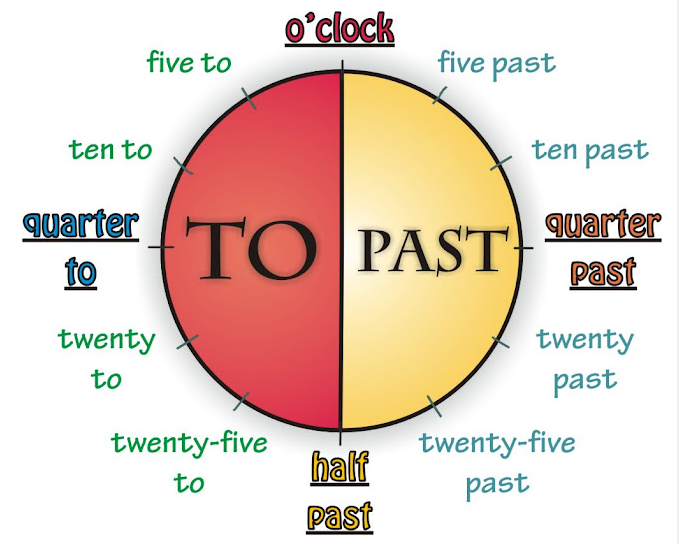 o'clock
five to
five past
ten to
ten past
quarter
to
TO
PAST
quarter
past
twenty
to
twenty
past
twenty-five
to
half
past
twenty-five
past